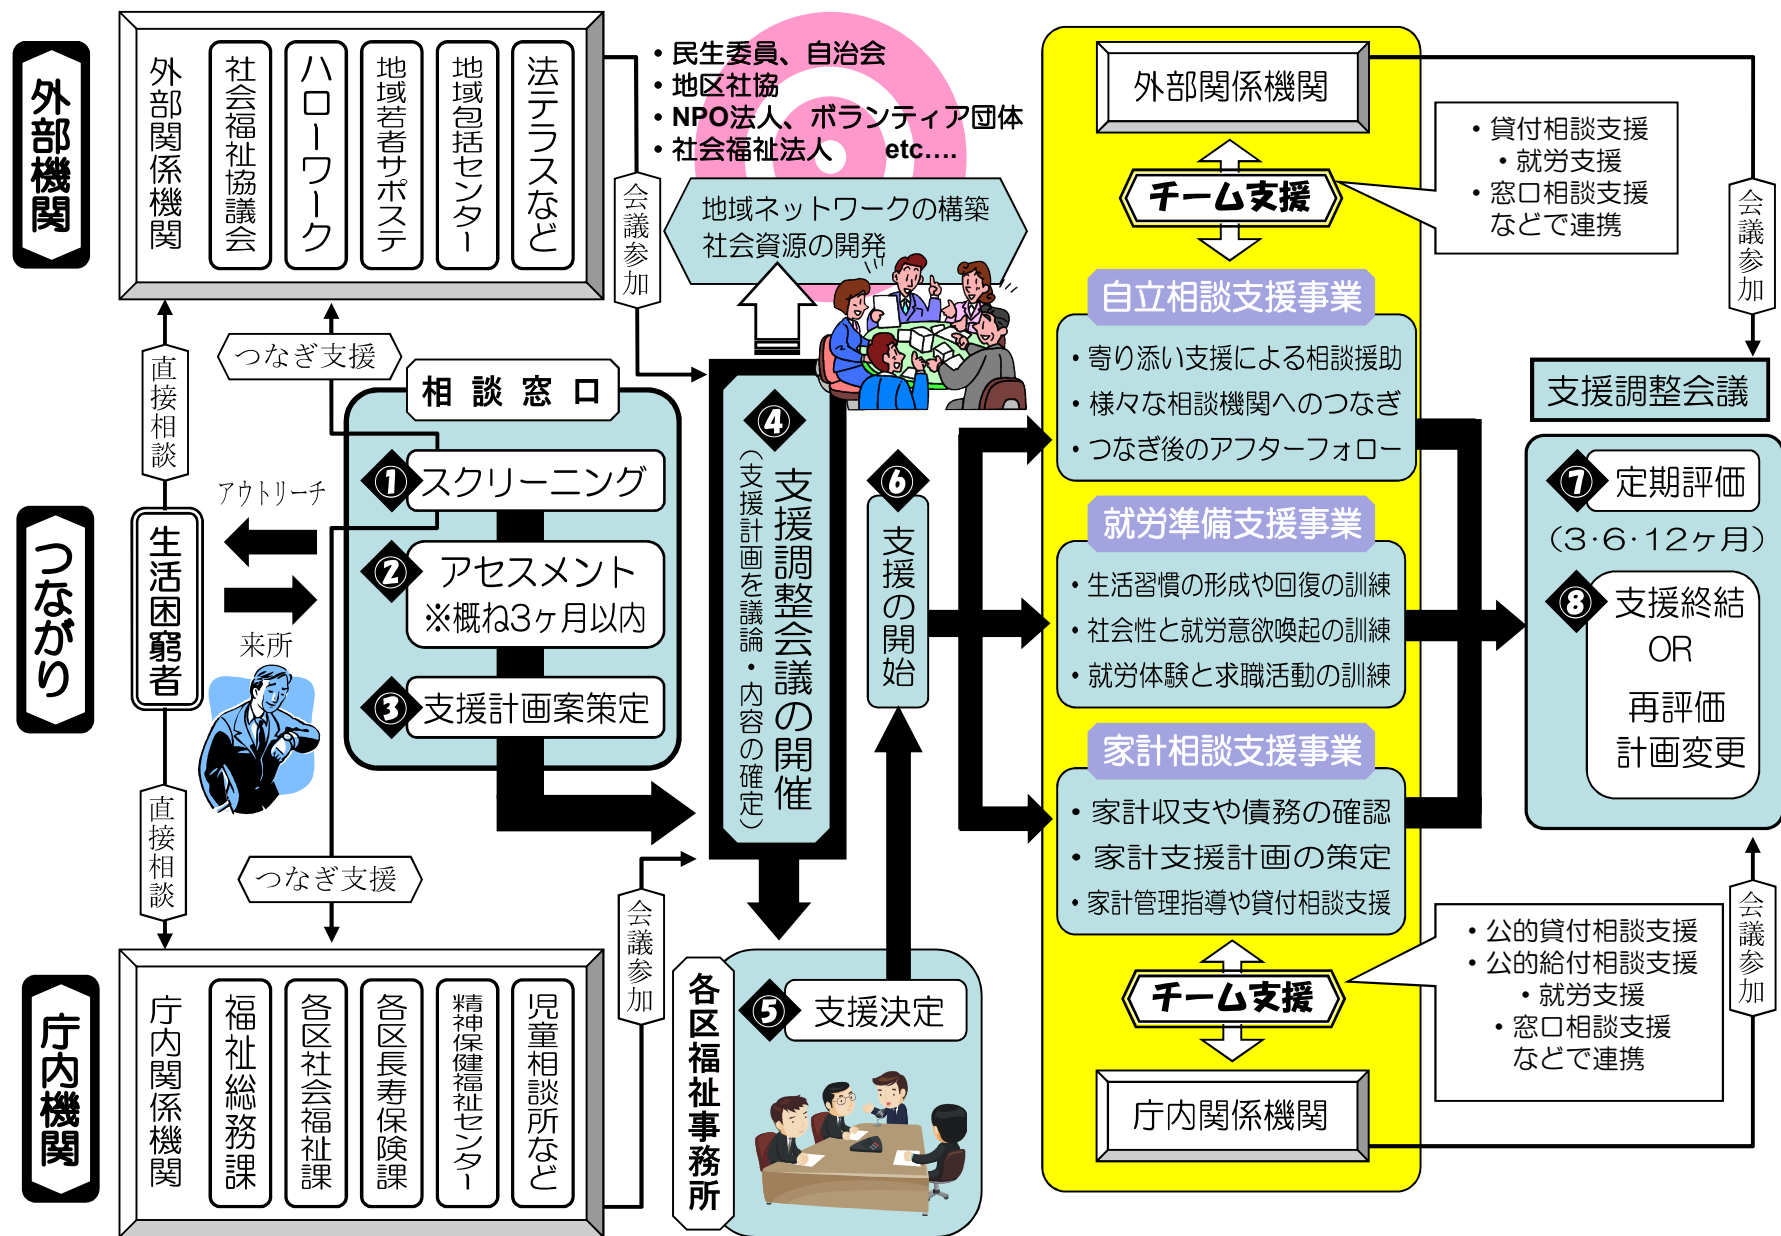 外部機関
外部関係機関
社会福祉協議会
ハローワーク
地域若者サポステ
地域包括センター
法テラスなど
会議参加
・民生委員、自治会
・地区社協
・NPO法人、ボランティア団体
・社会福祉法人 etc....
地域ネットワークの構築
社会資源の開発
つながり
直接相談
つなぎ支援
生活困窮者
アウトリーチ
来所
直接相談
つなぎ支援
相談窓口
① スクリーニング
② アセスメント
※概ね3ヶ月以内
③ 支援計画案策定
④ 支援調整会議の開催
(支援計画を議論・内容の確定)
会議参加
庁内機関
庁内関係機関
福祉総務課
各区社会福祉課
各区長寿保険課
精神保健福祉センター
児童相談所など
各区福祉事務所
⑤ 支援決定
⑥ 支援の開始
外部関係機関
チーム支援
・貸付相談支援
・就労支援
・窓口相談支援
などで連携
自立相談支援事業
・寄り添い支援による相談援助
・様々な相談機関へのつなぎ
・つなぎ後のアフターフォロー
就労準備支援事業
・生活習慣の形成や回復の訓練
・社会性と就労意欲喚起の訓練
・就労体験と求職活動の訓練
家計相談支援事業
・家計収支や債務の確認
・家計支援計画の策定
・家計管理指導や貸付相談支援
チーム支援
・公的貸付相談支援
・公的給付相談支援
・就労支援
・窓口相談支援
などで連携
庁内関係機関
会議参加
支援調整会議
⑦ 定期評価
(3・6・12ヶ月)
⑧ 支援終結
OR
再評価
計画変更
会議参加